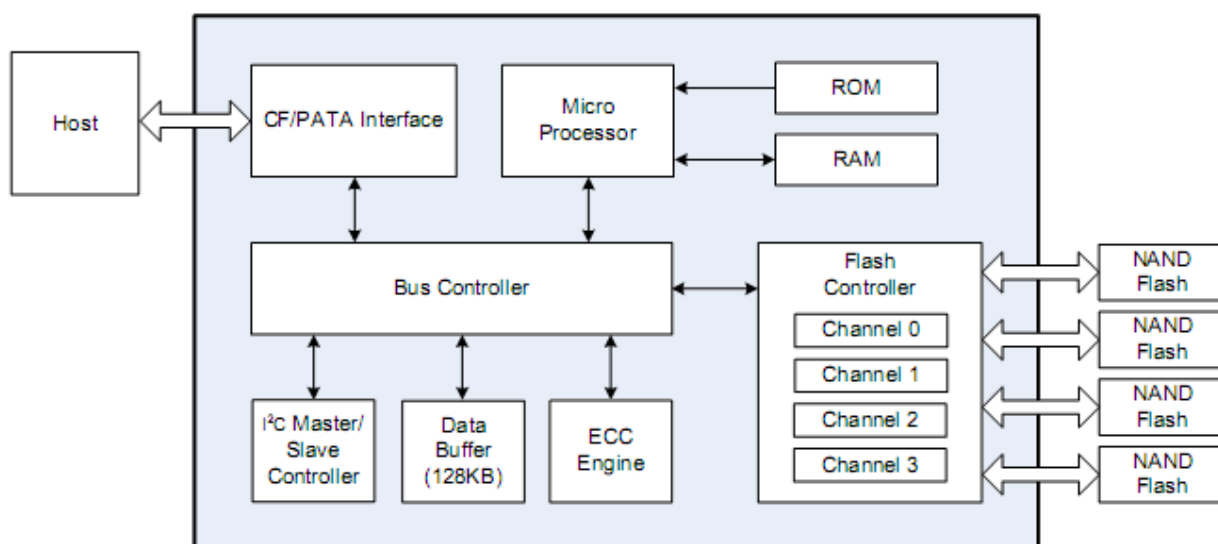 Host
CF/PATA Interface
Micro
Processor
ROM
RAM
Bus Controller
Flash
Controller
Channel 0
Channel 1
Channel 2
Channel 3
NAND
Flash
NAND
Flash
NAND
Flash
NAND
Flash
I²C Master/
Slave
Controller
Data
Buffer
(128KB)
ECC
Engine